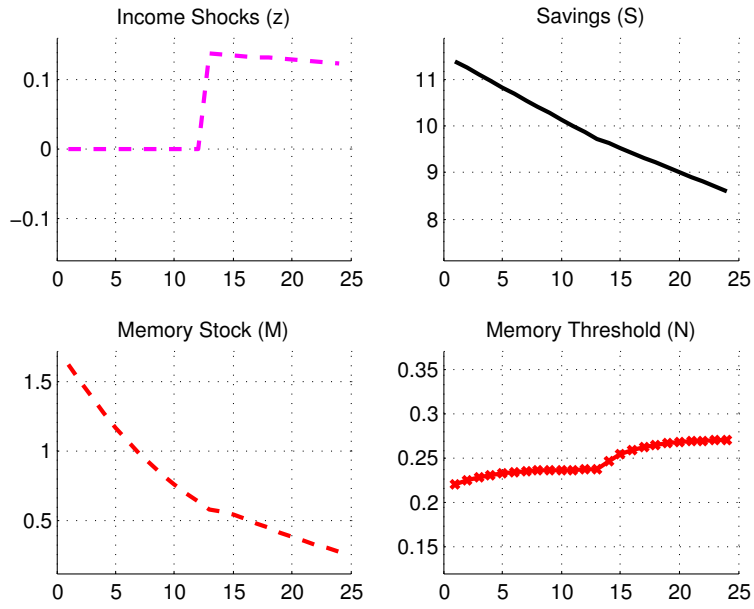 Income Shocks (z)
0.1
0
−0.1
0 5 10 15 20 25
Savings (S)
11
10
9
8
0 5 10 15 20 25
Memory Stock (M)
1.5
1
0.5
0 5 10 15 20 25
Memory Threshold (N)
0.35
0.3
0.25
0.2
0.15
0 5 10 15 20 25